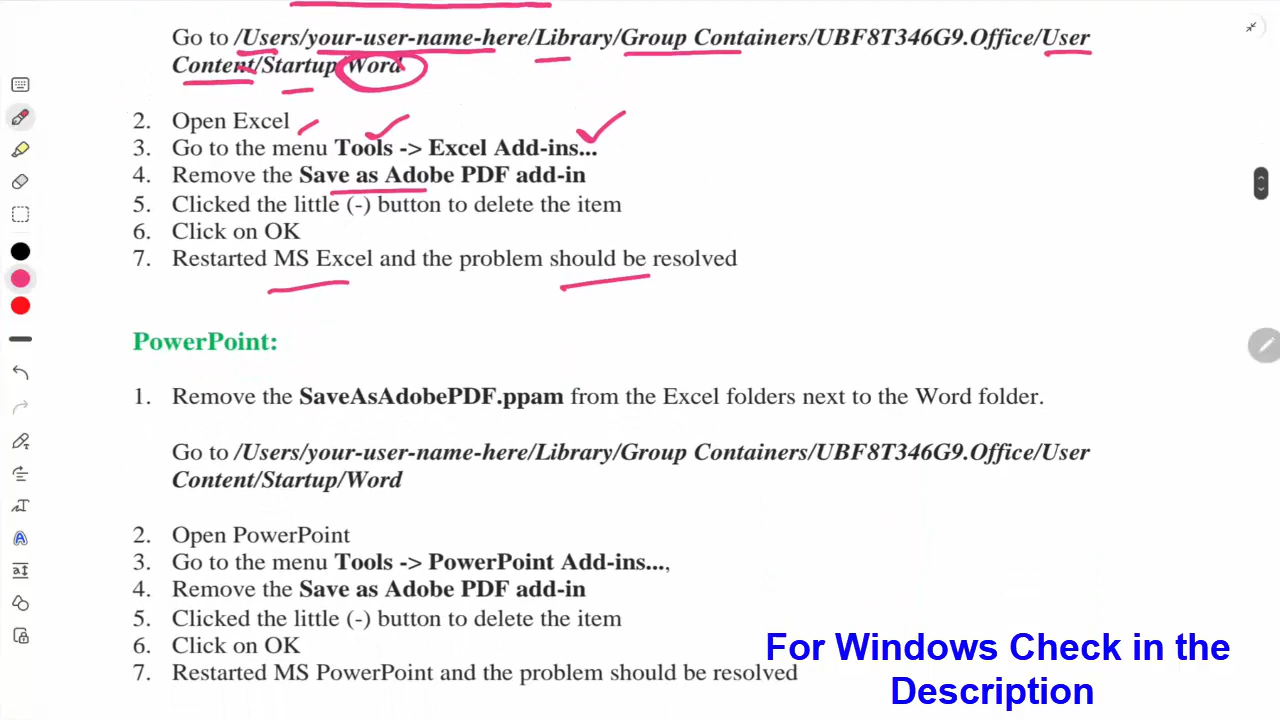 Go to /Users/your-user-name-here/Library/Group Containers/UBF8T346G9.Office/User
Content/Startup/Word
2. Open Excel
3. Go to the menu Tools -> Excel Add-ins...
4. Remove the Save as Adobe PDF add-in
5. Clicked the little (-) button to delete the item
6. Click on OK
7. Restarted MS Excel and the problem should be resolved
PowerPoint:
1. Remove the SaveAsAdobePDF.ppam from the Excel folders next to the Word folder.
Go to /Users/your-user-name-here/Library/Group Containers/UBF8T346G9.Office/User
Content/Startup/Word
2. Open PowerPoint
3. Go to the menu Tools -> PowerPoint Add-ins...,
4. Remove the Save as Adobe PDF add-in
5. Clicked the little (-) button to delete the item
6. Click on OK
7. Restarted MS PowerPoint and the problem should be resolved
For Windows Check in the
Description